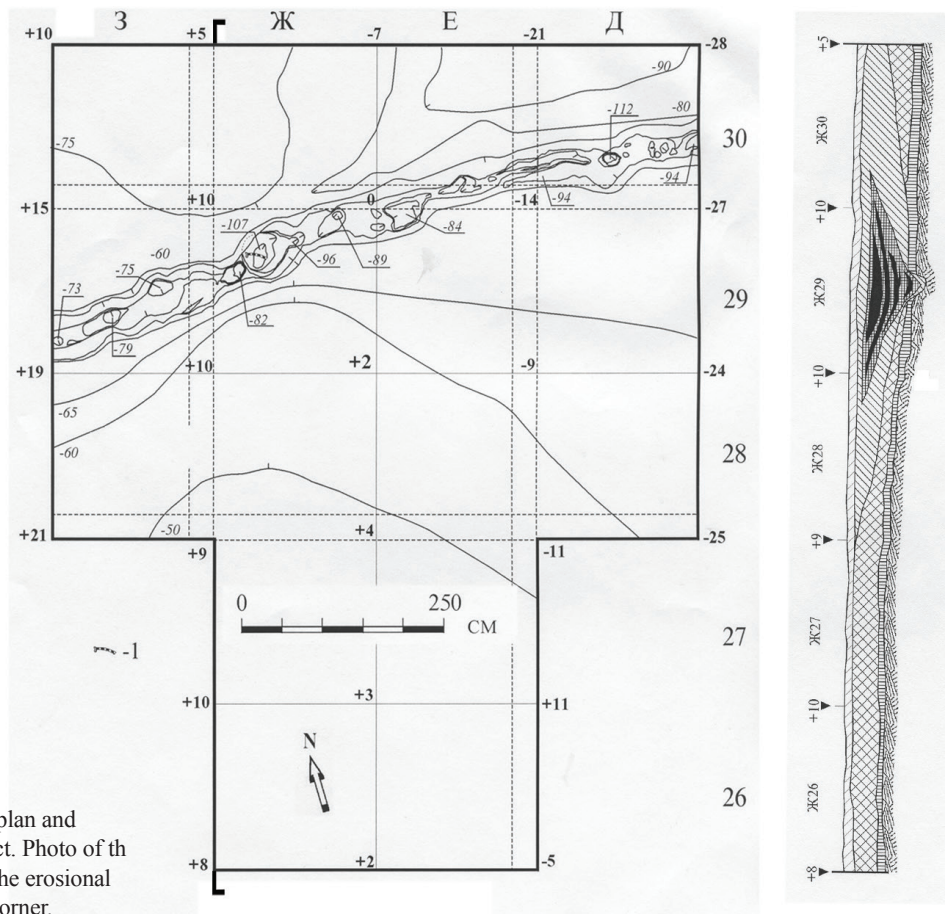 З Ж Е Д
+10 +5 -7 -21 -28
-90
-112 -80
30
-75
+15 +10 0 -14 -94 -94 -27
-107 -84
-60 -96 -89
-75
-73 29
-82
-79
+19 +10 +2 -9 -24
-65
-60 28
-50
+21 +4 -25
+9 -11
0 250
СМ
27
-1
+10 +3 +11
N
26
+8 +2 -5
plan and
ct. Photo of th
he erosional
orner.
+5
Ж30
+10
Ж29
+10
Ж28
+9
Ж27
+10
Ж26
+8